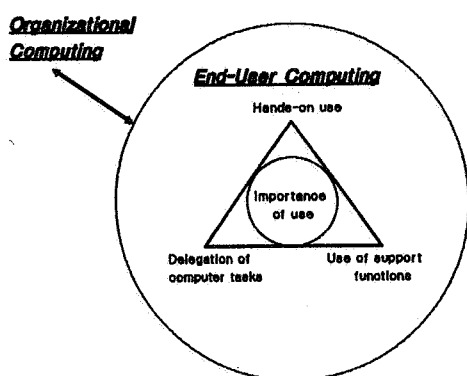 Organizational
Computing
End-User Computing
Hands-on use
Importance
of use
Delegation of
computer tasks
Use of support
functions